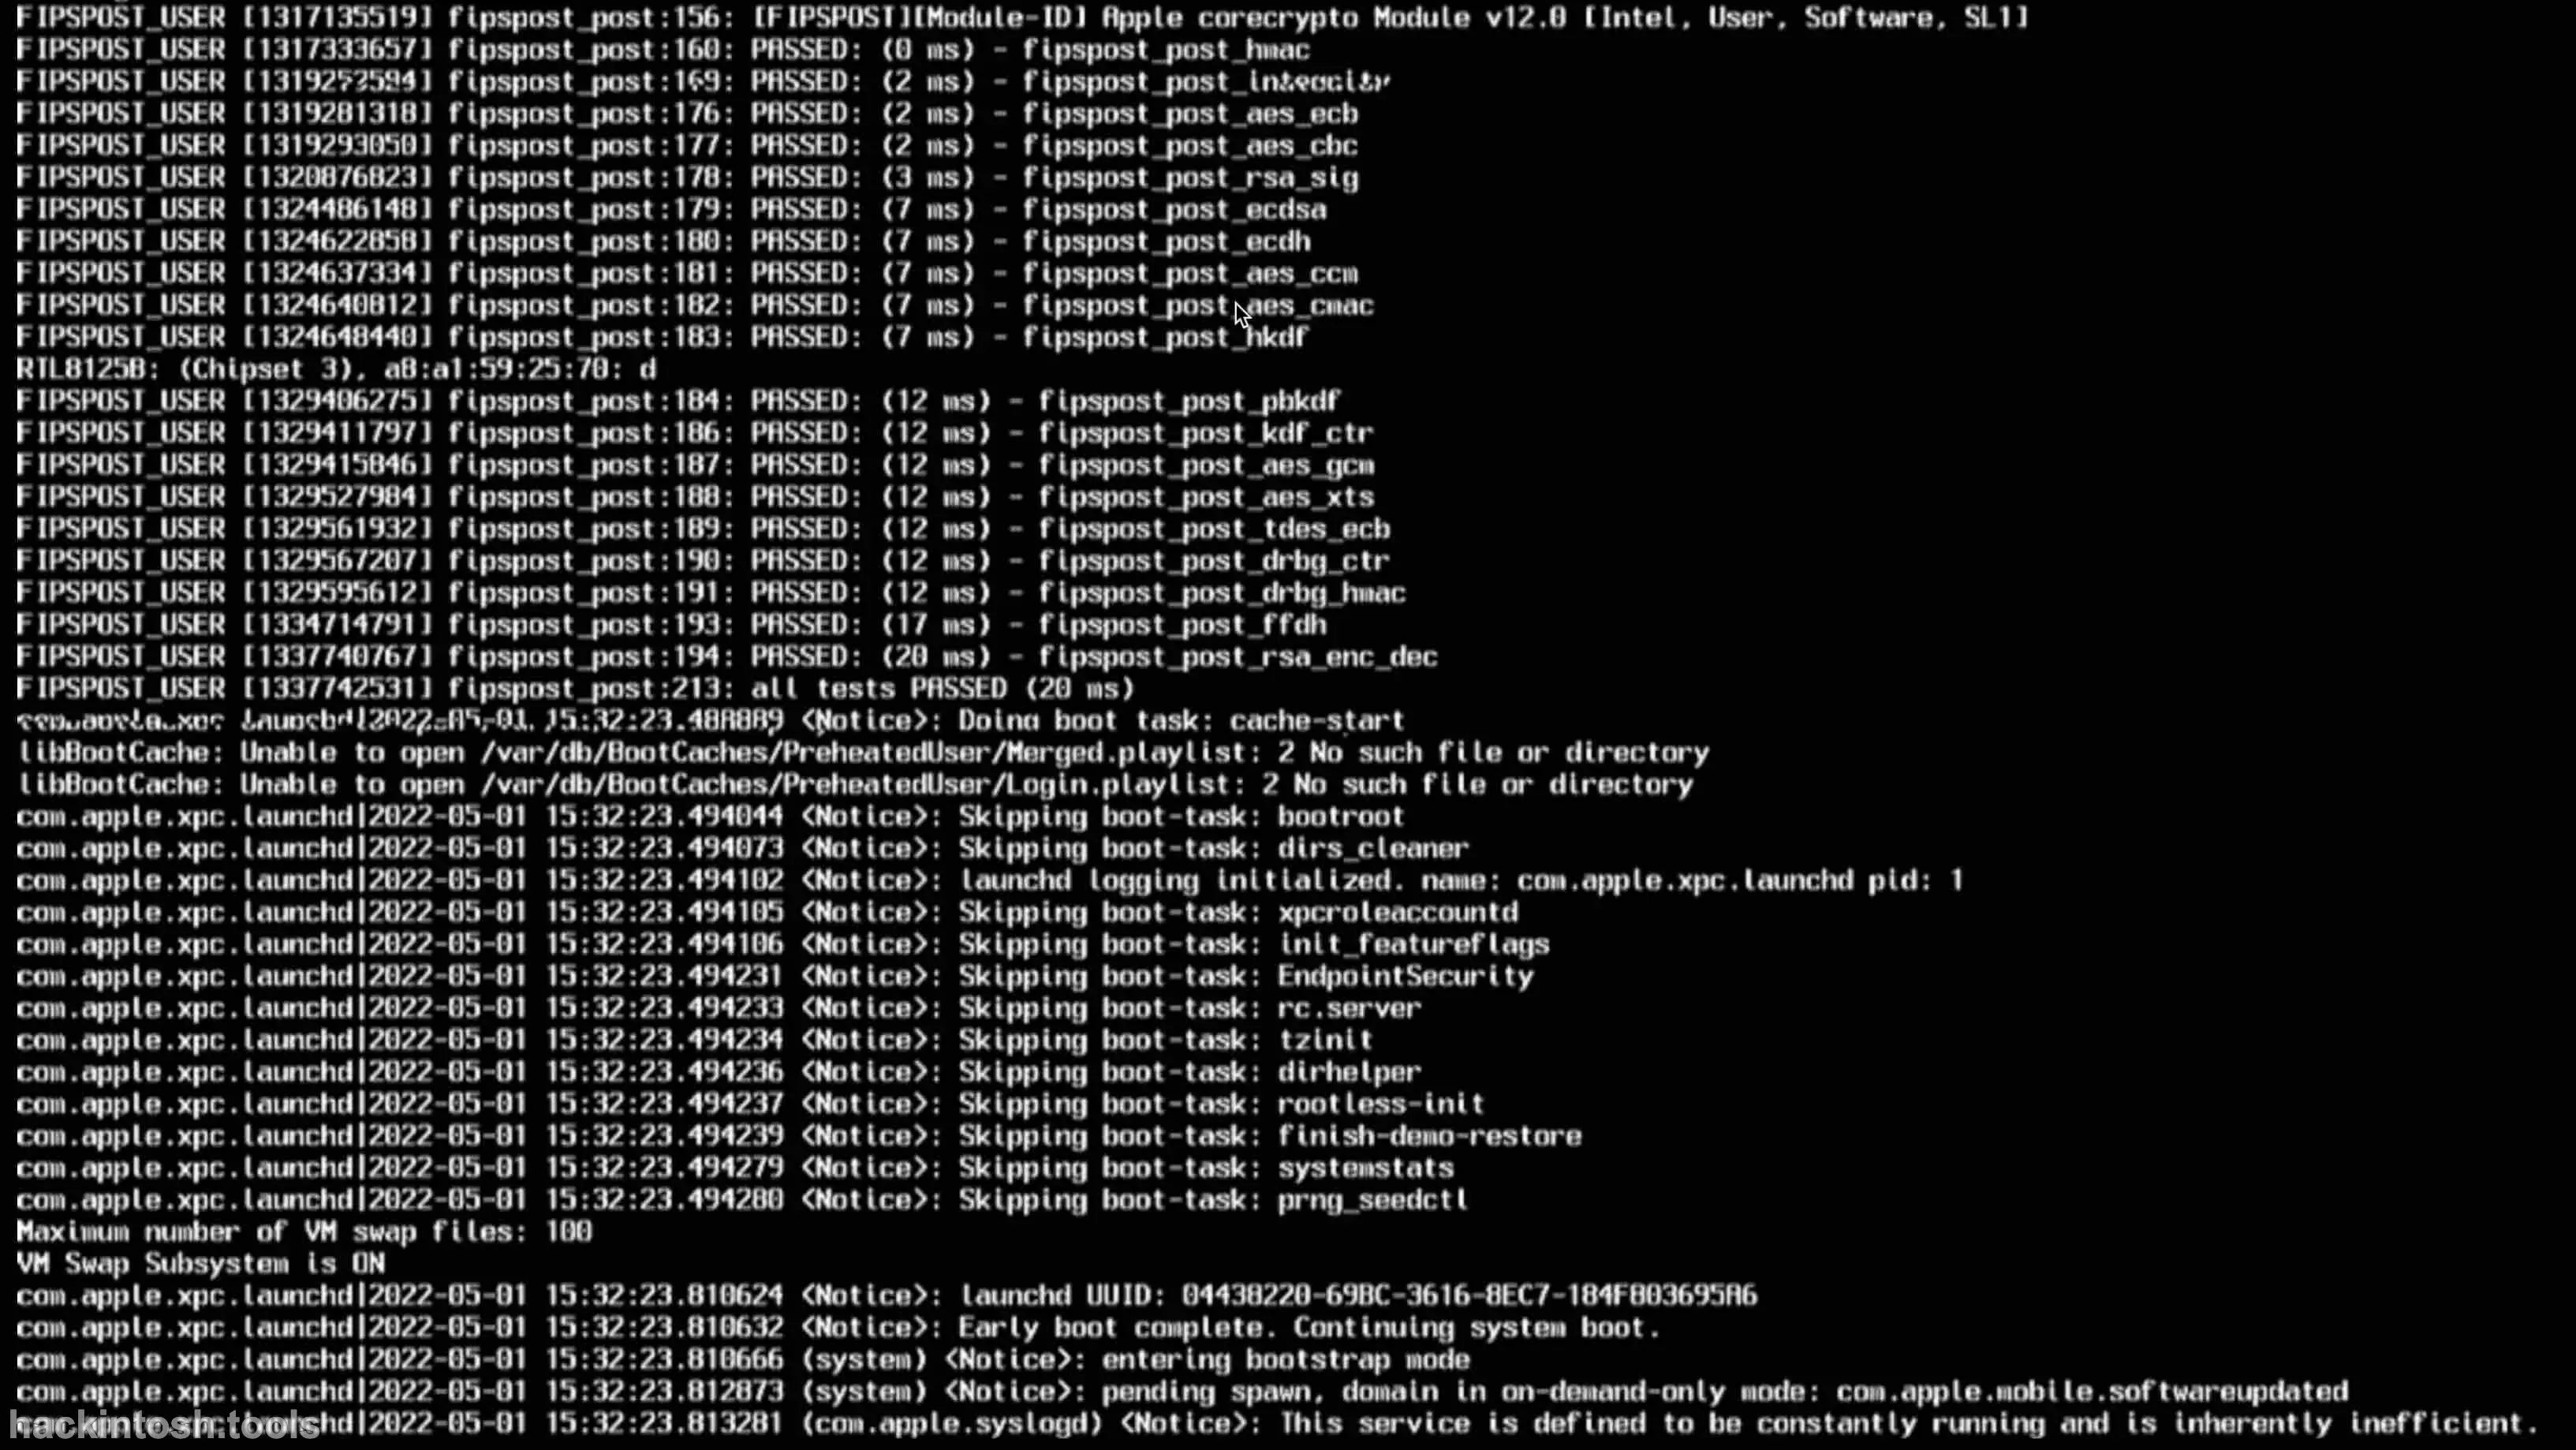 FIPSPOST_USER [1317135519] fipspost_post:156: [FIPSPOST][Module-ID] Apple corecrypto Module v12.0 [Intel, User, Software, SL1]
FIPSPOST_USER [1317333657] fipspost_post:160: PASSED: (0 ms) - fipspost_post_hmac
FIPSPOST_USER fipspost_post:169: PASSED: (2 ms) -
FIPSPOST_USER [1319281318] fipspost_post:176: PASSED: (2 ms) - fipspost_post_aes_ecb
FIPSPOST_USER [1319293050] fipspost_post:177: PASSED: (2 ms) - fipspost_post_aes_cbc
FIPSPOST_USER [1320876823] fipspost_post:178: PASSED: (3 ms) - fipspost_post_rsa_sig
FIPSPOST_USER [1324486148] fipspost_post:179: PASSED: (7 ms) - fipspost_post_ecdsa
FIPSPOST_USER [1324622858] fipspost_post:180: PASSED: (7 ms) - fipspost_post_ecdh
FIPSPOST_USER [1324637334] fipspost_post:181: PASSED: (7 ms) - fipspost_post_aes_ccm
FIPSPOST_USER [1324640812] fipspost_post:182: PASSED: (7 ms) - fipspost_post_aes_cmac
FIPSPOST_USER [1324648440] fipspost_post:183: PASSED: (7 ms) - fipspost_post_hkdf
RTL8125B: (Chipset 3), a8:a1:59:25:70: d
FIPSPOST_USER [1329406275] fipspost_post:184: PASSED: (12 ms) - fipspost_post_pbkdf
FIPSPOST_USER [1329411797] fipspost_post:186: PASSED: (12 ms) - fipspost_post_kdf_ctr
FIPSPOST_USER [1329415846] fipspost_post:187: PASSED: (12 ms) - fipspost_post_aes_gcm
FIPSPOST_USER [1329527984] fipspost_post:188: PASSED: (12 ms) - fipspost_post_aes_xts
FIPSPOST_USER [1329561932] fipspost_post:189: PASSED: (12 ms) - fipspost_post_tdes_ecb
FIPSPOST_USER [1329567207] fipspost_post:190: PASSED: (12 ms) - fipspost_post_drbg_ctr
FIPSPOST_USER [1329595612] fipspost_post:191: PASSED: (12 ms) - fipspost_post_drbg_hmac
FIPSPOST_USER [1334714791] fipspost_post:193: PASSED: (17 ms) - fipspost_post_ffdh
FIPSPOST_USER [1337740767] fipspost_post:194: PASSED: (20 ms) - fipspost_post_rsa_enc_dec
FIPSPOST_USER [1337742531] fipspost_post:213: all tests PASSED (20 ms)
<Notice>: Doing boot task: cache-start
libBootCache: Unable to open /var/db/BootCaches/PreheatedUser/Merged.playlist: 2 No such file or directory
libBootCache: Unable to open /var/db/BootCaches/PreheatedUser/Login.playlist: 2 No such file or directory
com.apple.xpc.launchd|2022-05-01 15:32:23.494044 <Notice>: Skipping boot-task: bootroot
com.apple.xpc.launchd|2022-05-01 15:32:23.494073 <Notice>: Skipping boot-task: dirs_cleaner
com.apple.xpc.launchd|2022-05-01 15:32:23.494102 <Notice>: launchd logging initialized. name: com.apple.xpc.launchd pid: 1
com.apple.xpc.launchd|2022-05-01 15:32:23.494105 <Notice>: Skipping boot-task: xpcroleaccountd
com.apple.xpc.launchd|2022-05-01 15:32:23.494106 <Notice>: Skipping boot-task: init_featureflags
com.apple.xpc.launchd|2022-05-01 15:32:23.494231 <Notice>: Skipping boot-task: EndpointSecurity
com.apple.xpc.launchd|2022-05-01 15:32:23.494233 <Notice>: Skipping boot-task: rc.server
com.apple.xpc.launchd|2022-05-01 15:32:23.494234 <Notice>: Skipping boot-task: tzinit
com.apple.xpc.launchd|2022-05-01 15:32:23.494236 <Notice>: Skipping boot-task: dirhelper
com.apple.xpc.launchd|2022-05-01 15:32:23.494237 <Notice>: Skipping boot-task: rootless-init
com.apple.xpc.launchd|2022-05-01 15:32:23.494239 <Notice>: Skipping boot-task: finish-demo-restore
com.apple.xpc.launchd|2022-05-01 15:32:23.494279 <Notice>: Skipping boot-task: systemstats
com.apple.xpc.launchd|2022-05-01 15:32:23.494280 <Notice>: Skipping boot-task: prng_seedctl
Maximum number of VM swap files: 100
VM Swap Subsystem is ON
com.apple.xpc.launchd|2022-05-01 15:32:23.810624 <Notice>: launchd UUID: 04438220-69BC-3616-8EC7-184F803695A6
com.apple.xpc.launchd|2022-05-01 15:32:23.810632 <Notice>: Early boot complete. Continuing system boot.
com.apple.xpc.launchd|2022-05-01 15:32:23.810666 (system) <Notice>: entering bootstrap mode
com.apple.xpc.launchd|2022-05-01 15:32:23.812873 (system) <Notice>: pending spawn, domain in on-demand-only mode: com.apple.mobile.softwareupdated
com.apple.xpc.launchd|2022-05-01 15:32:23.813281 (com.apple.syslogd) <Notice>: This service is defined to be constantly running and is inherently inefficient.
hackintosh.tools